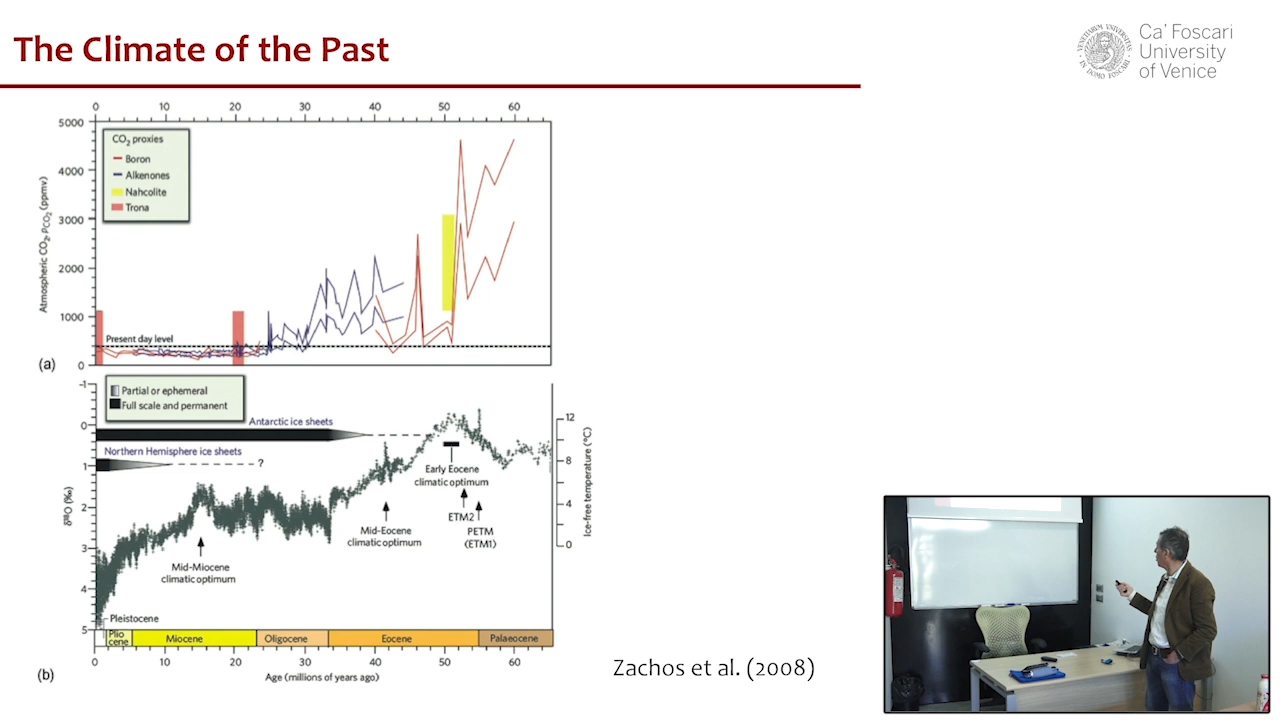 The Climate of the Past
Ca' Foscari
University
of Venice
0 10 20 30 40 50 60
5000
4000
3000
2000
1000
0
Atmospheric CO₂, PCO₂ (ppmv)
CO₂ proxies
Boron
Alkenones
Nahcolite
Trona
Present day level
(a)
-1
0
1
2
3
4
5
δ¹⁸O (‰)
Partial or ephemeral
Full scale and permanent
Antarctic ice sheets
Northern Hemisphere ice sheets
?
12
8
4
0
Ice-free temperature (°C)
Early Eocene
climatic optimum
ETM2
PETM
(ETM1)
Mid-Eocene
climatic optimum
Mid-Miocene
climatic optimum
Pleistocene
Plio
cene
Miocene
Oligocene
Eocene
Palaeocene
0 10 20 30 40 50 60
Age (millions of years ago)
(b)
Zachos et al. (2008)